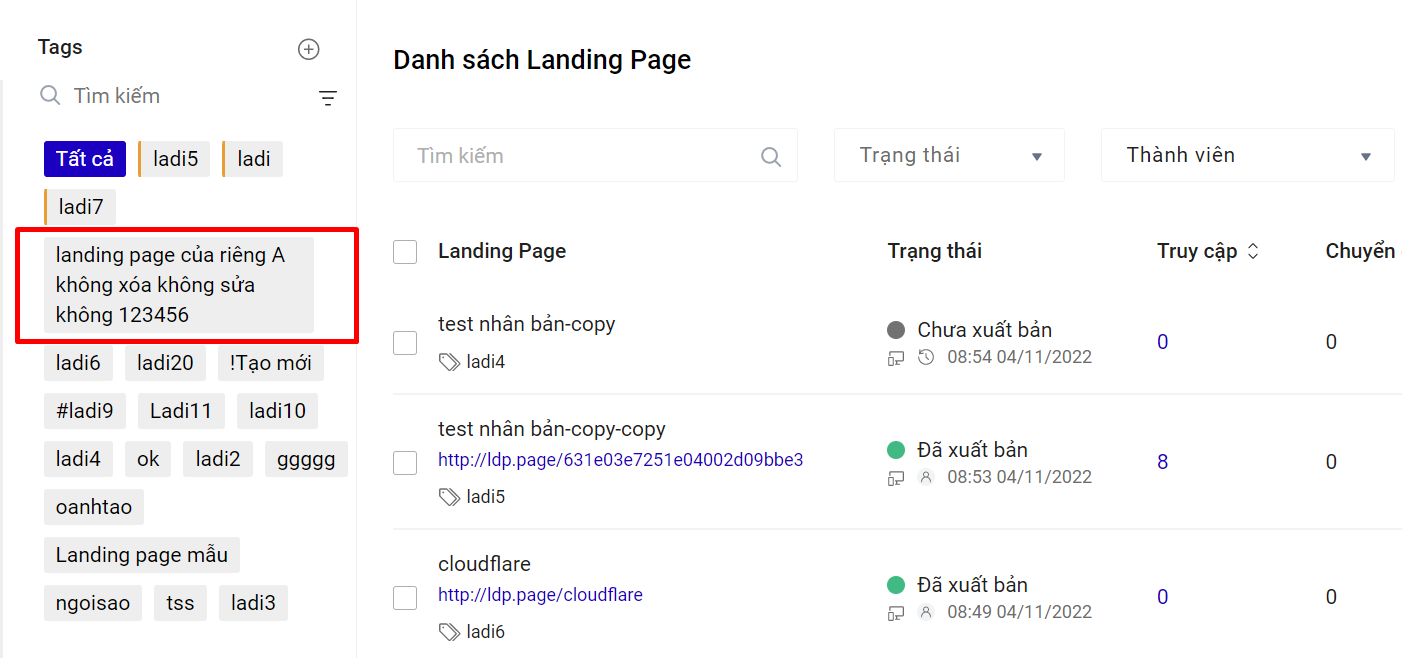 Tags
Tìm kiếm
Tất cả ladi5 ladi
ladi7
landing page của riêng A
không xóa không sửa
không 123456
ladi6 ladi20 !Tạo mới
#ladi9 Ladi11 ladi10
ladi4 ok ladi2 ggggg
oanhtao
Landing page mẫu
ngoisao tss ladi3
Danh sách Landing Page
Tìm kiếm Trạng thái Thành viên
Landing Page Trạng thái Truy cập Chuyển
test nhân bản-copy
ladi4
Chưa xuất bản
08:54 04/11/2022
0 0
test nhân bản-copy-copy
http://ldp.page/631e03e7251e04002d09bbe3
ladi5
Đã xuất bản
08:53 04/11/2022
8 0
cloudflare
http://ldp.page/cloudflare
ladi6
Đã xuất bản
08:49 04/11/2022
0 0